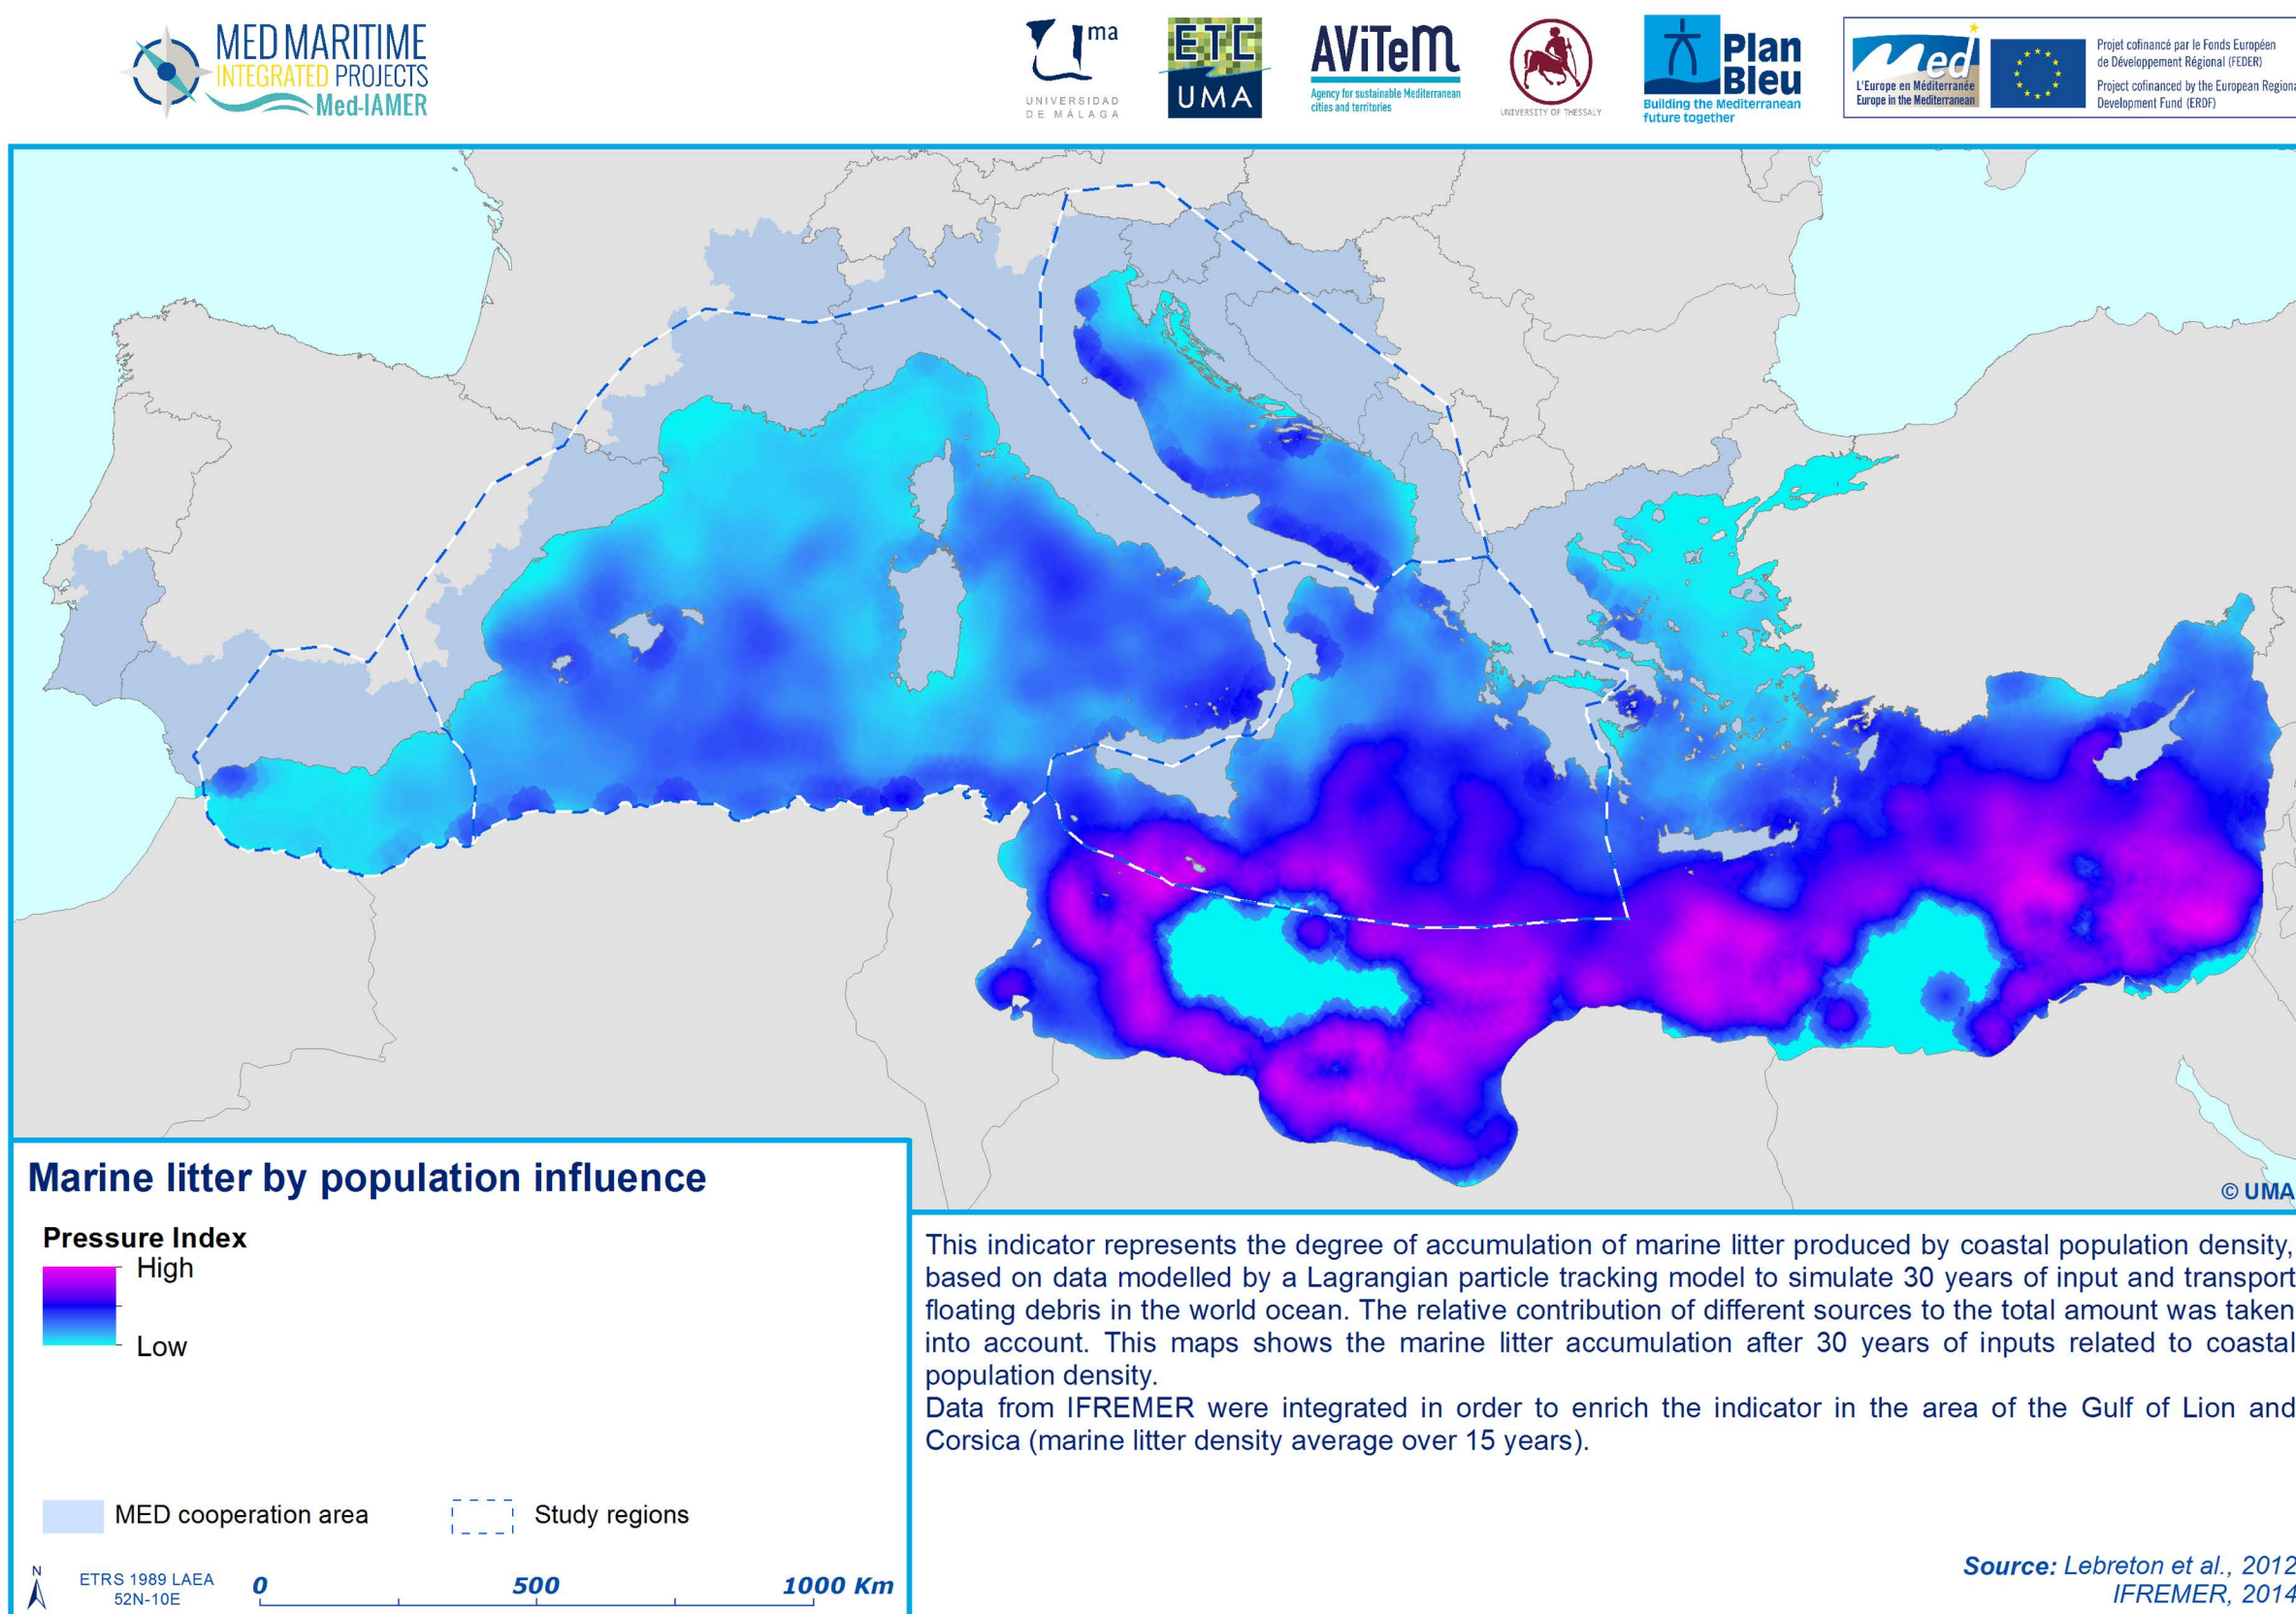 MED MARITIME
INTEGRATED PROJECTS
Med-IAMER
ma
UNIVERSIDAD
DE MÁLAGA
ETC
UMA
AViTeM
Agency for sustainable Mediterranean
cities and territories
UNIVERSITY OF THESSALY
Plan
Bleu
Building the Mediterranean
future together
Med
L'Europe en Méditerranée
Europe in the Mediterranean
Projet cofinancé par le Fonds Européen
de Développement Régional (FEDER)
Project cofinanced by the European Regiona
Development Fund (ERDF)
© UMA
Marine litter by population influence
Pressure Index
High
Low
MED cooperation area
Study regions
N
ETRS 1989 LAEA
52N-10E
0 500 1000 Km
This indicator represents the degree of accumulation of marine litter produced by coastal population density,
based on data modelled by a Lagrangian particle tracking model to simulate 30 years of input and transport
floating debris in the world ocean. The relative contribution of different sources to the total amount was taken
into account. This maps shows the marine litter accumulation after 30 years of inputs related to coastal
population density.
Data from IFREMER were integrated in order to enrich the indicator in the area of the Gulf of Lion and
Corsica (marine litter density average over 15 years).
Source: Lebreton et al., 2012
IFREMER, 2014